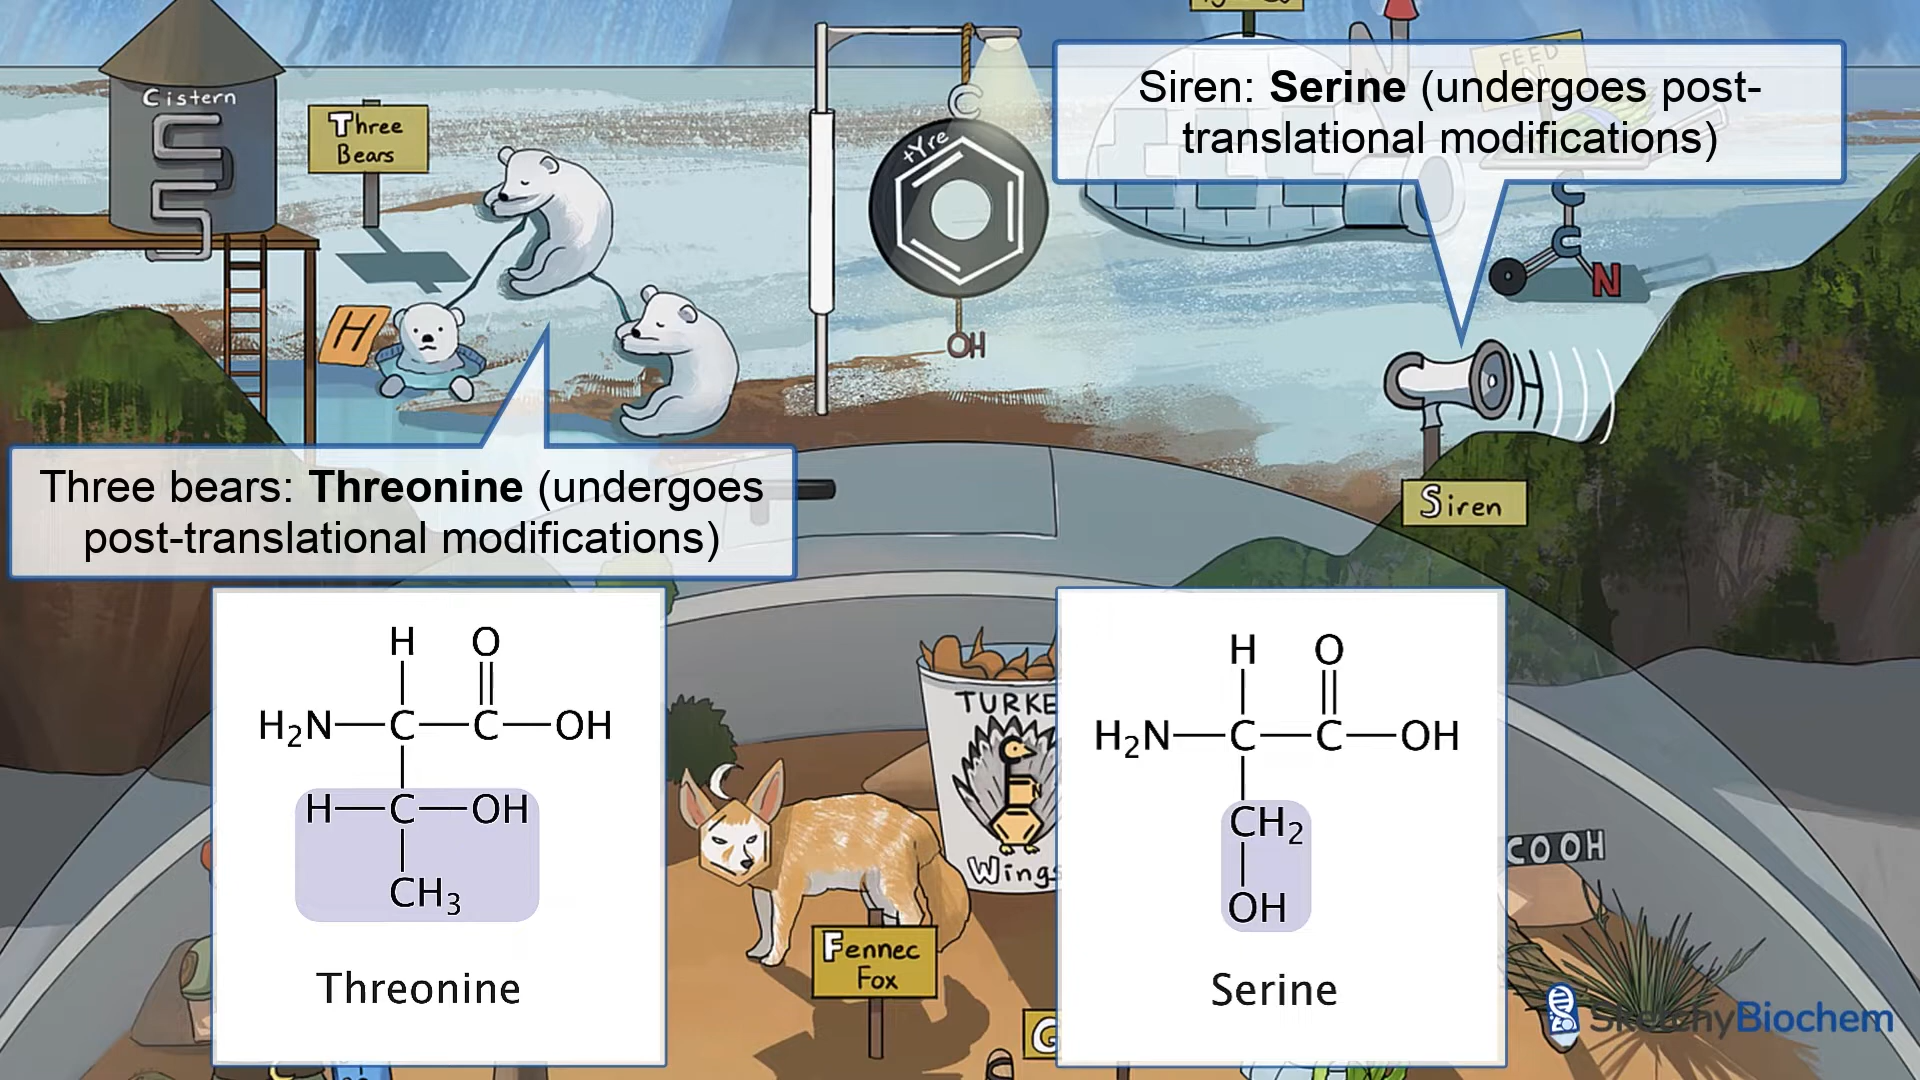 Cistern
Three
Bears
H
C
tYre
OH
FEED
N
Siren: Serine (undergoes post-
translational modifications)
C
C
N
H
Siren
Three bears: Threonine (undergoes
post-translational modifications)
H O
H₂N C C OH
H C OH
CH₃
Threonine
TURKE
N
Wings
Fennec
Fox
G
H O
H₂N C C OH
CH₂
OH
Serine
COOH
SketchyBiochem